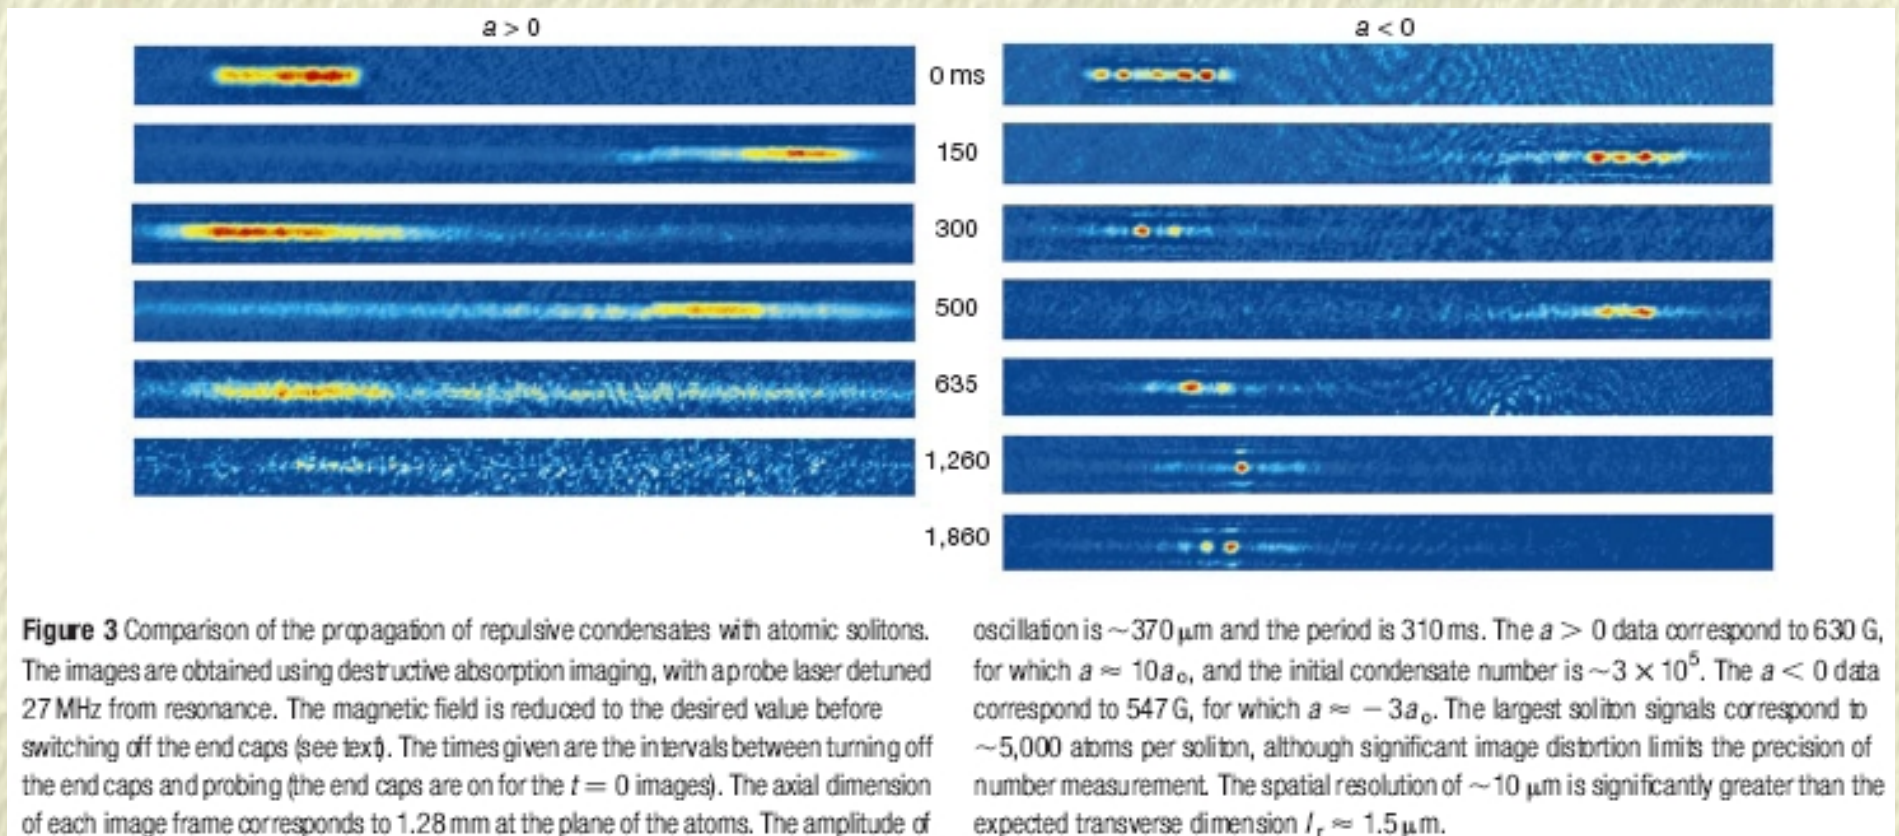 a > 0
a < 0
0 ms
150
300
500
635
1,260
1,860
Figure 3 Comparison of the propagation of repulsive condensates with atomic solitons.
The images are obtained using destructive absorption imaging, with a probe laser detuned
27 MHz from resonance. The magnetic field is reduced to the desired value before
switching off the end caps (see text). The times given are the intervals between turning off
the end caps and probing (the end caps are on for the t = 0 images). The axial dimension
of each image frame corresponds to 1.28 mm at the plane of the atoms. The amplitude of
oscillation is ~370 μm and the period is 310 ms. The a > 0 data correspond to 630 G,
for which a ≈ 10a₀, and the initial condensate number is ~3 × 10⁵. The a < 0 data
correspond to 547 G, for which a ≈ − 3a₀. The largest soliton signals correspond to
~5,000 atoms per soliton, although significant image distortion limits the precision of
number measurement. The spatial resolution of ~10 μm is significantly greater than the
expected transverse dimension lᵣ ≈ 1.5 μm.